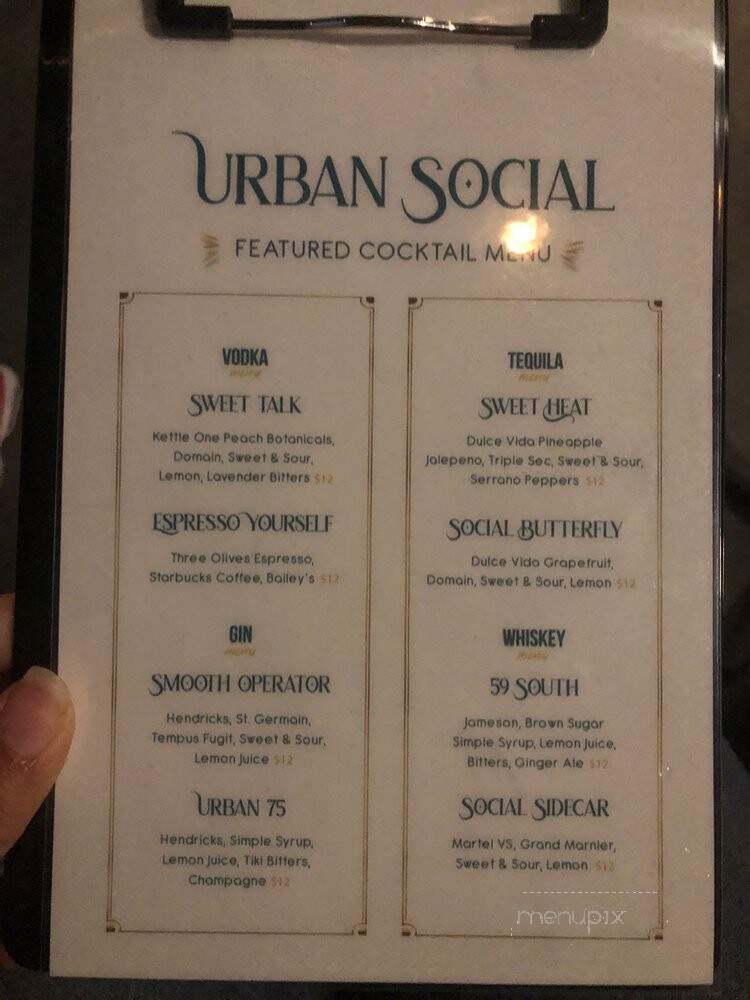 URBAN SOCIAL
FEATURED COCKTAIL MENU
VODKA
menu
SWEET TALK
Kettle One Peach Botanicals,
Domain, Sweet & Sour,
Lemon, Lavender Bitters $12
ESPRESSO YOURSELF
Three Olives Espresso,
Starbucks Coffee, Bailey's $12
GIN
menu
SMOOTH OPERATOR
Hendricks, St. Germain,
Tempus Fugit, Sweet & Sour,
Lemon Juice $12
URBAN 75
Hendricks, Simple Syrup,
Lemon Juice, Tiki Bitters,
Champagne $12
TEQUILA
menu
SWEET HEAT
Dulce Vida Pineapple
Jalepeno, Triple Sec, Sweet & Sour,
Serrano Peppers $12
SOCIAL BUTTERFLY
Dulce Vida Grapefruit,
Domain, Sweet & Sour, Lemon $12
WHISKEY
menu
59 SOUTH
Jameson, Brown Sugar
Simple Syrup, Lemon Juice,
Bitters, Ginger Ale $12
SOCIAL SIDECAR
Martel VS, Grand Marnier,
Sweet & Sour, Lemon $12
menupix